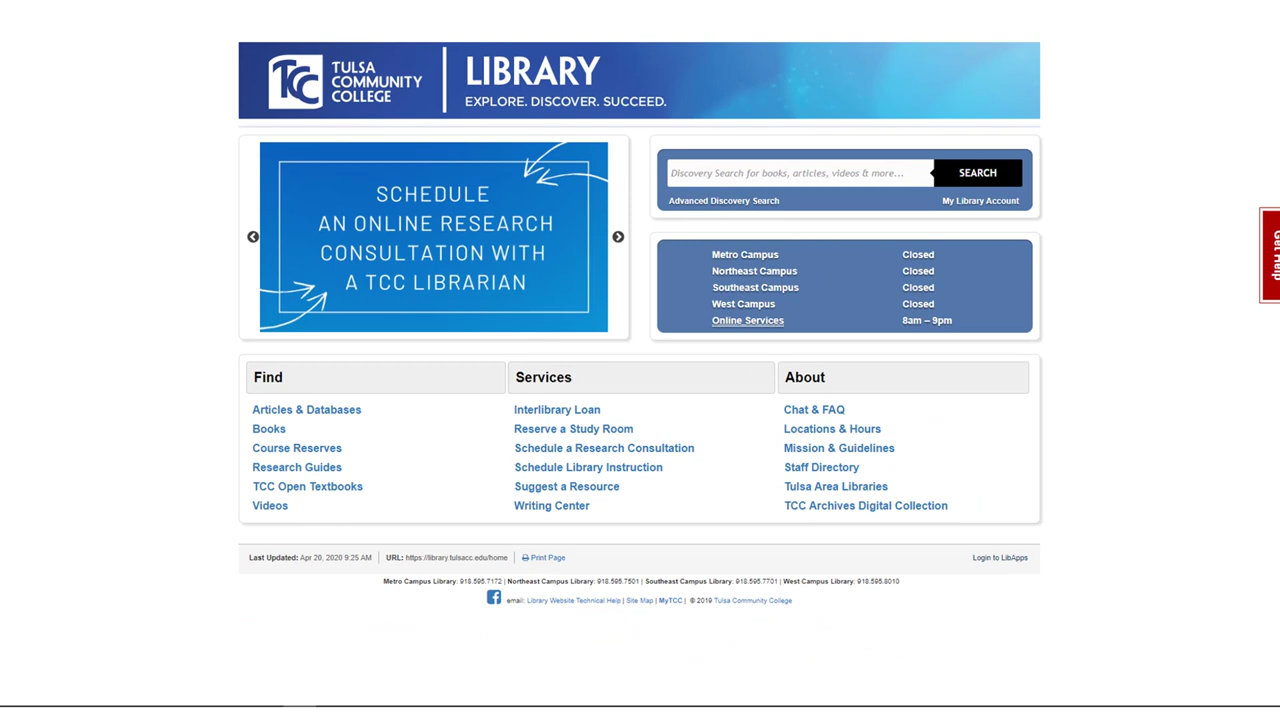 TCC
TULSA
COMMUNITY
COLLEGE
LIBRARY
EXPLORE. DISCOVER. SUCCEED.
SCHEDULE
AN ONLINE RESEARCH
CONSULTATION WITH
A TCC LIBRARIAN
Discovery Search for books, articles, videos & more... SEARCH
Advanced Discovery Search My Library Account
Metro Campus Closed
Northeast Campus Closed
Southeast Campus Closed
West Campus Closed
Online Services 8am – 9pm
Get Help
Find
Articles & Databases
Books
Course Reserves
Research Guides
TCC Open Textbooks
Videos
Services
Interlibrary Loan
Reserve a Study Room
Schedule a Research Consultation
Schedule Library Instruction
Suggest a Resource
Writing Center
About
Chat & FAQ
Locations & Hours
Mission & Guidelines
Staff Directory
Tulsa Area Libraries
TCC Archives Digital Collection
Last Updated: Apr 20, 2020 9:25 AM | URL: https://library.tulsacc.edu/home | Print Page Login to LibApps
Metro Campus Library: 918.595.7172 | Northeast Campus Library: 918.595.7501 | Southeast Campus Library: 918.595.7701 | West Campus Library: 918.595.8010
email: Library Website Technical Help | Site Map | MyTCC | © 2019 Tulsa Community College